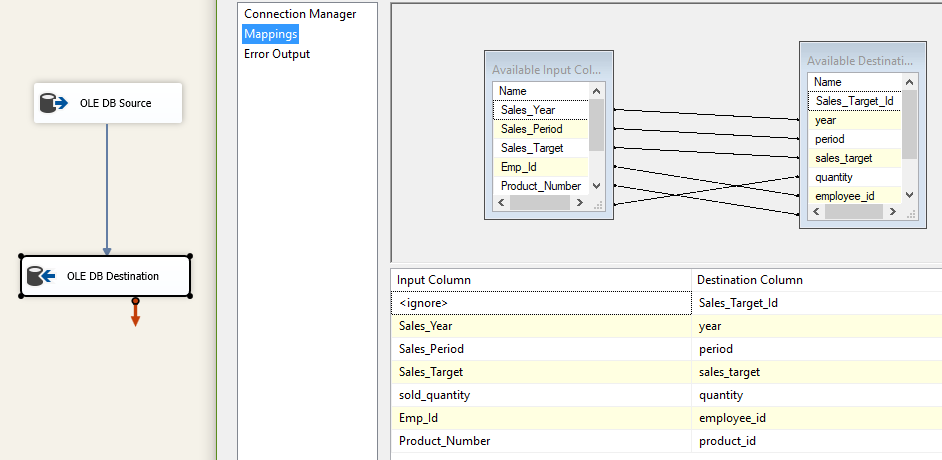 OLE DB Source
OLE DB Destination
Connection Manager
Mappings
Error Output
Available Input Col...
Name
Sales_Year
Sales_Period
Sales_Target
Emp_Id
Product_Number
Available Destinati...
Name
Sales_Target_Id
year
period
sales_target
quantity
employee_id
Input Column Destination Column
<ignore> Sales_Target_Id
Sales_Year year
Sales_Period period
Sales_Target sales_target
sold_quantity quantity
Emp_Id employee_id
Product_Number product_id